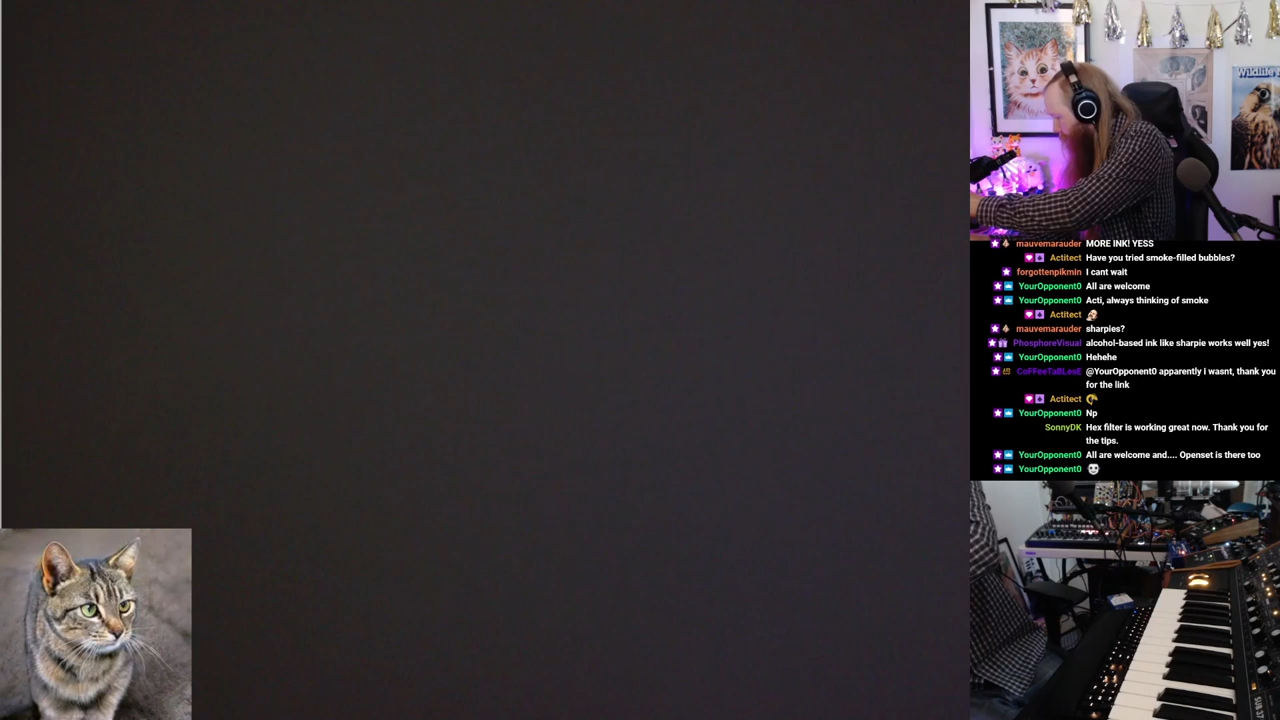 Wildlife
mauvemarauder MORE INK! YESS
Actitect Have you tried smoke-filled bubbles?
forgottenpikmin I cant wait
YourOpponent0 All are welcome
YourOpponent0 Acti, always thinking of smoke
Actitect
mauvemarauder sharpies?
PhosphoreVisual alcohol-based ink like sharpie works well yes!
YourOpponent0 Hehehe
CoFFeeTaBLesE @YourOpponent0 apparently i wasnt, thank you
for the link
Actitect
YourOpponent0 Np
SonnyDK Hex filter is working great now. Thank you for
the tips.
YourOpponent0 All are welcome and.... Openset is there too
YourOpponent0